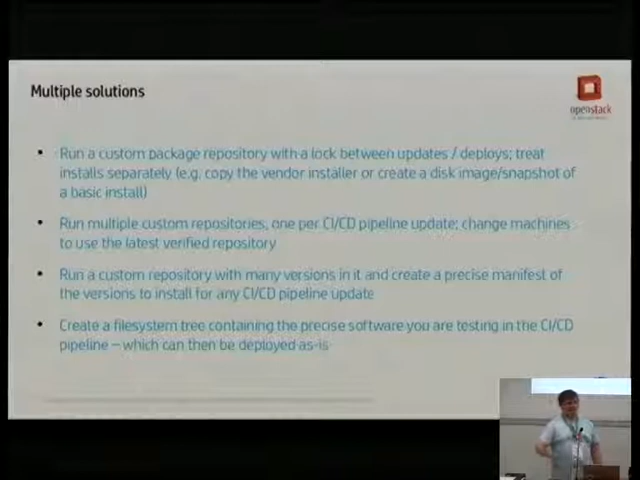 Multiple solutions
openstack
• Run a custom package repository with a lock between updates / deploys; treat
installs separately (e.g. copy the vendor installer or create a disk image/snapshot of
a basic install)
• Run multiple custom repositories, one per CI/CD pipeline update; change machines
to use the latest verified repository
• Run a custom repository with many versions in it and create a precise manifest of
the versions to install for any CI/CD pipeline update
• Create a filesystem tree containing the precise software you are testing in the CI/CD
pipeline – which can then be deployed as-is